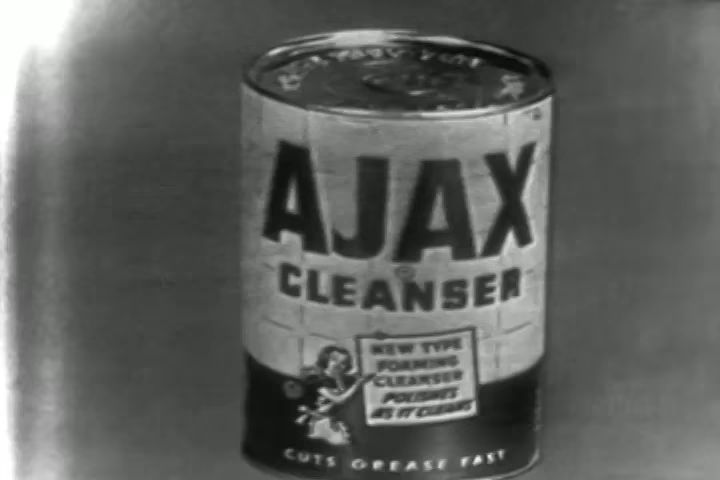 AJAX
CLEANSER
NEW TYPE
FOAMING
CLEANSER
POLISHES
AS IT CLEANS
CUTS GREASE FAST